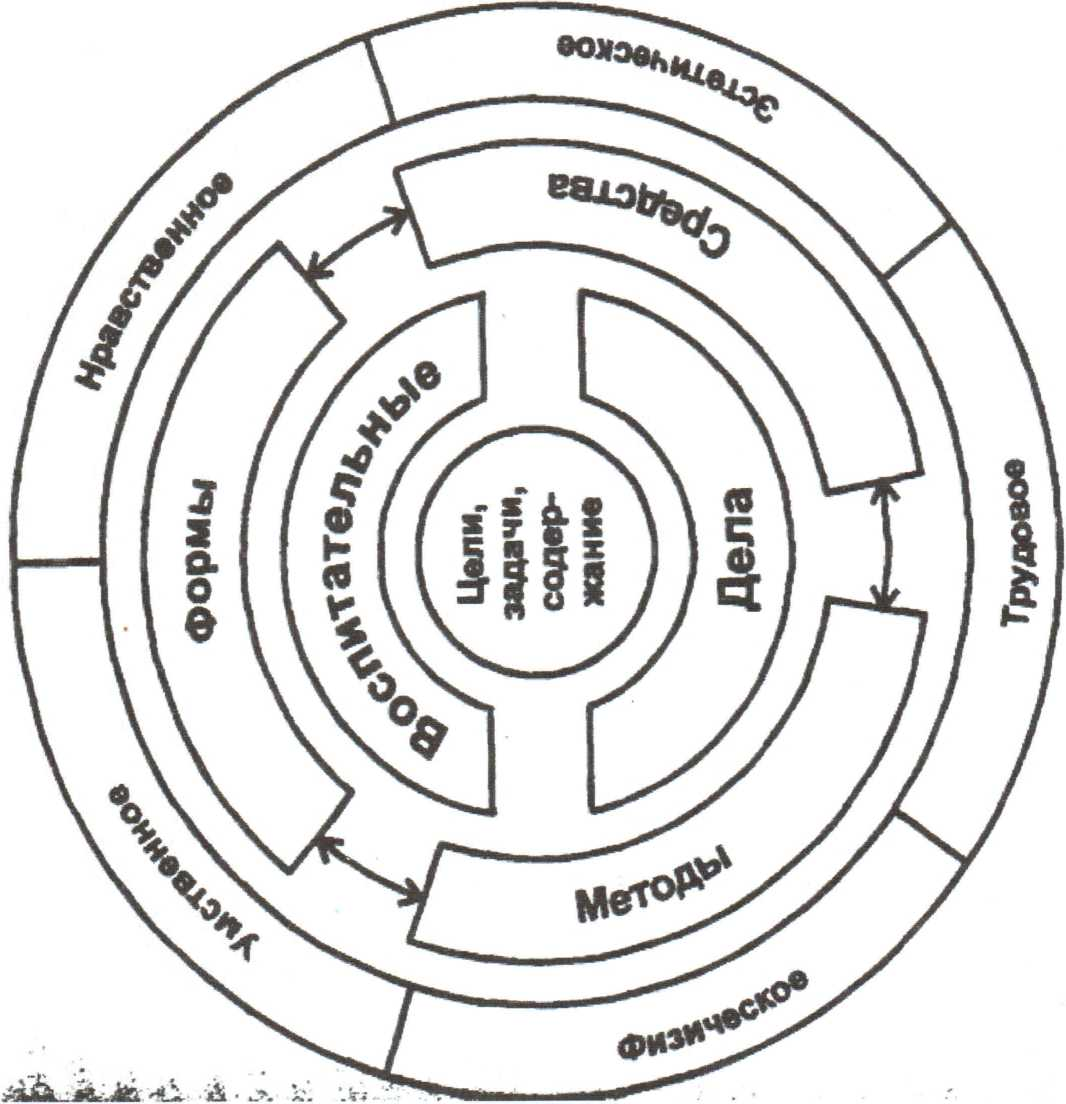 Цели,
задачи,
содер-
жание
Воспитательные
Дела
Формы
Средства
Методы
Умственное
Нравственное
Эстетическое
Трудовое
Физическое